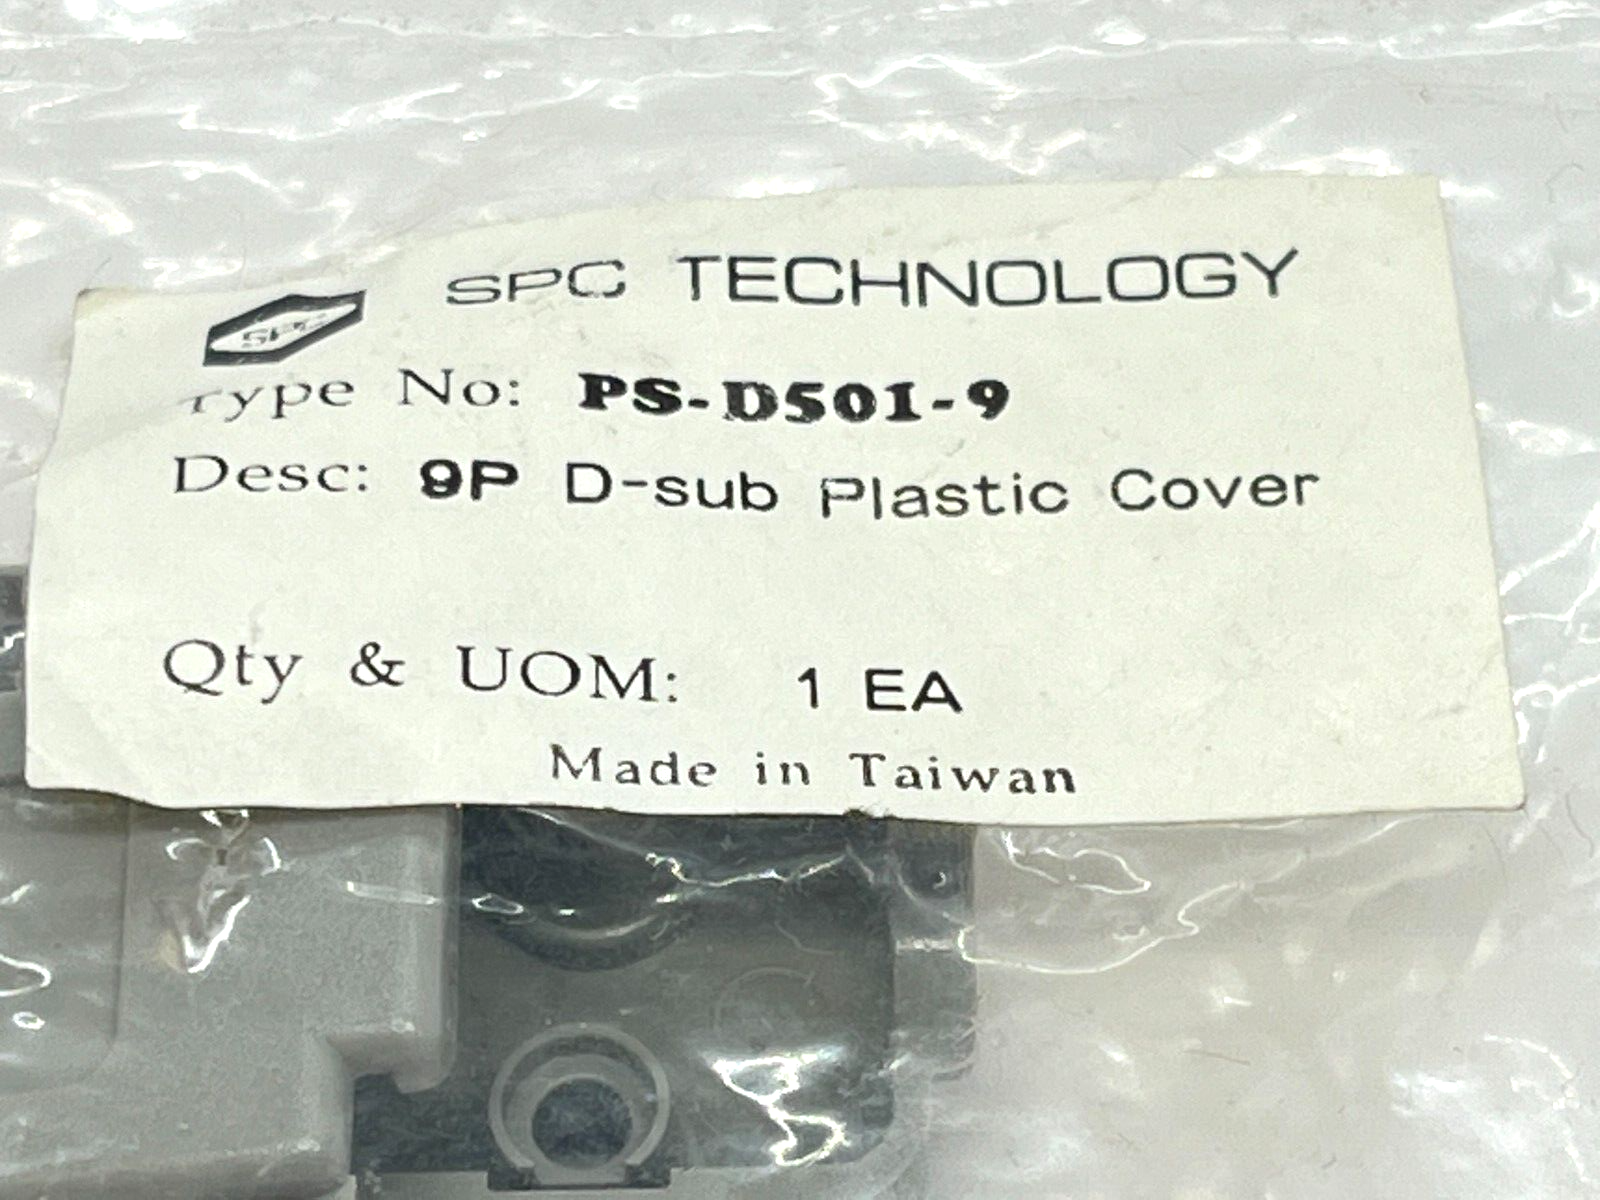 SPC TECHNOLOGY
SPC
Type No: PS-D501-9
Desc: 9P D-sub Plastic Cover
Qty & UOM: 1 EA
Made in Taiwan